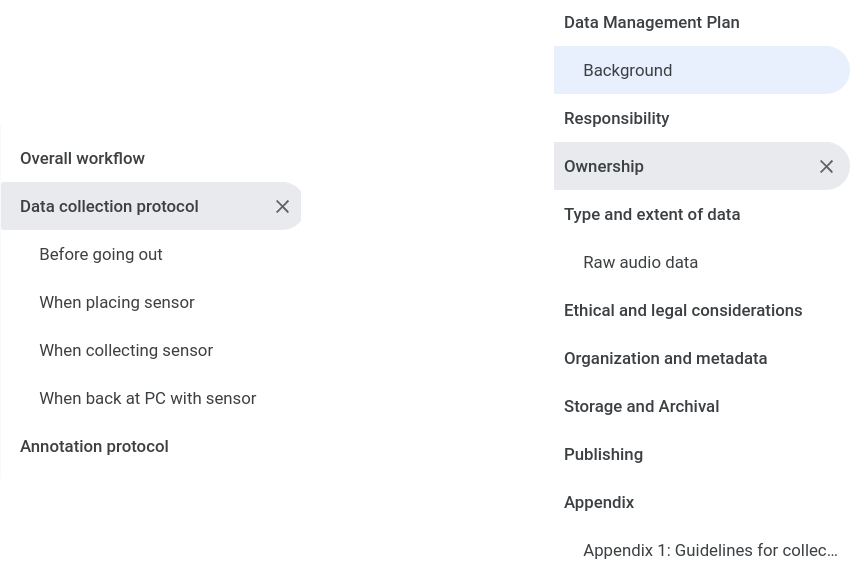 Overall workflow
Data collection protocol
Before going out
When placing sensor
When collecting sensor
When back at PC with sensor
Annotation protocol
Data Management Plan
Background
Responsibility
Ownership
Type and extent of data
Raw audio data
Ethical and legal considerations
Organization and metadata
Storage and Archival
Publishing
Appendix
Appendix 1: Guidelines for collec...